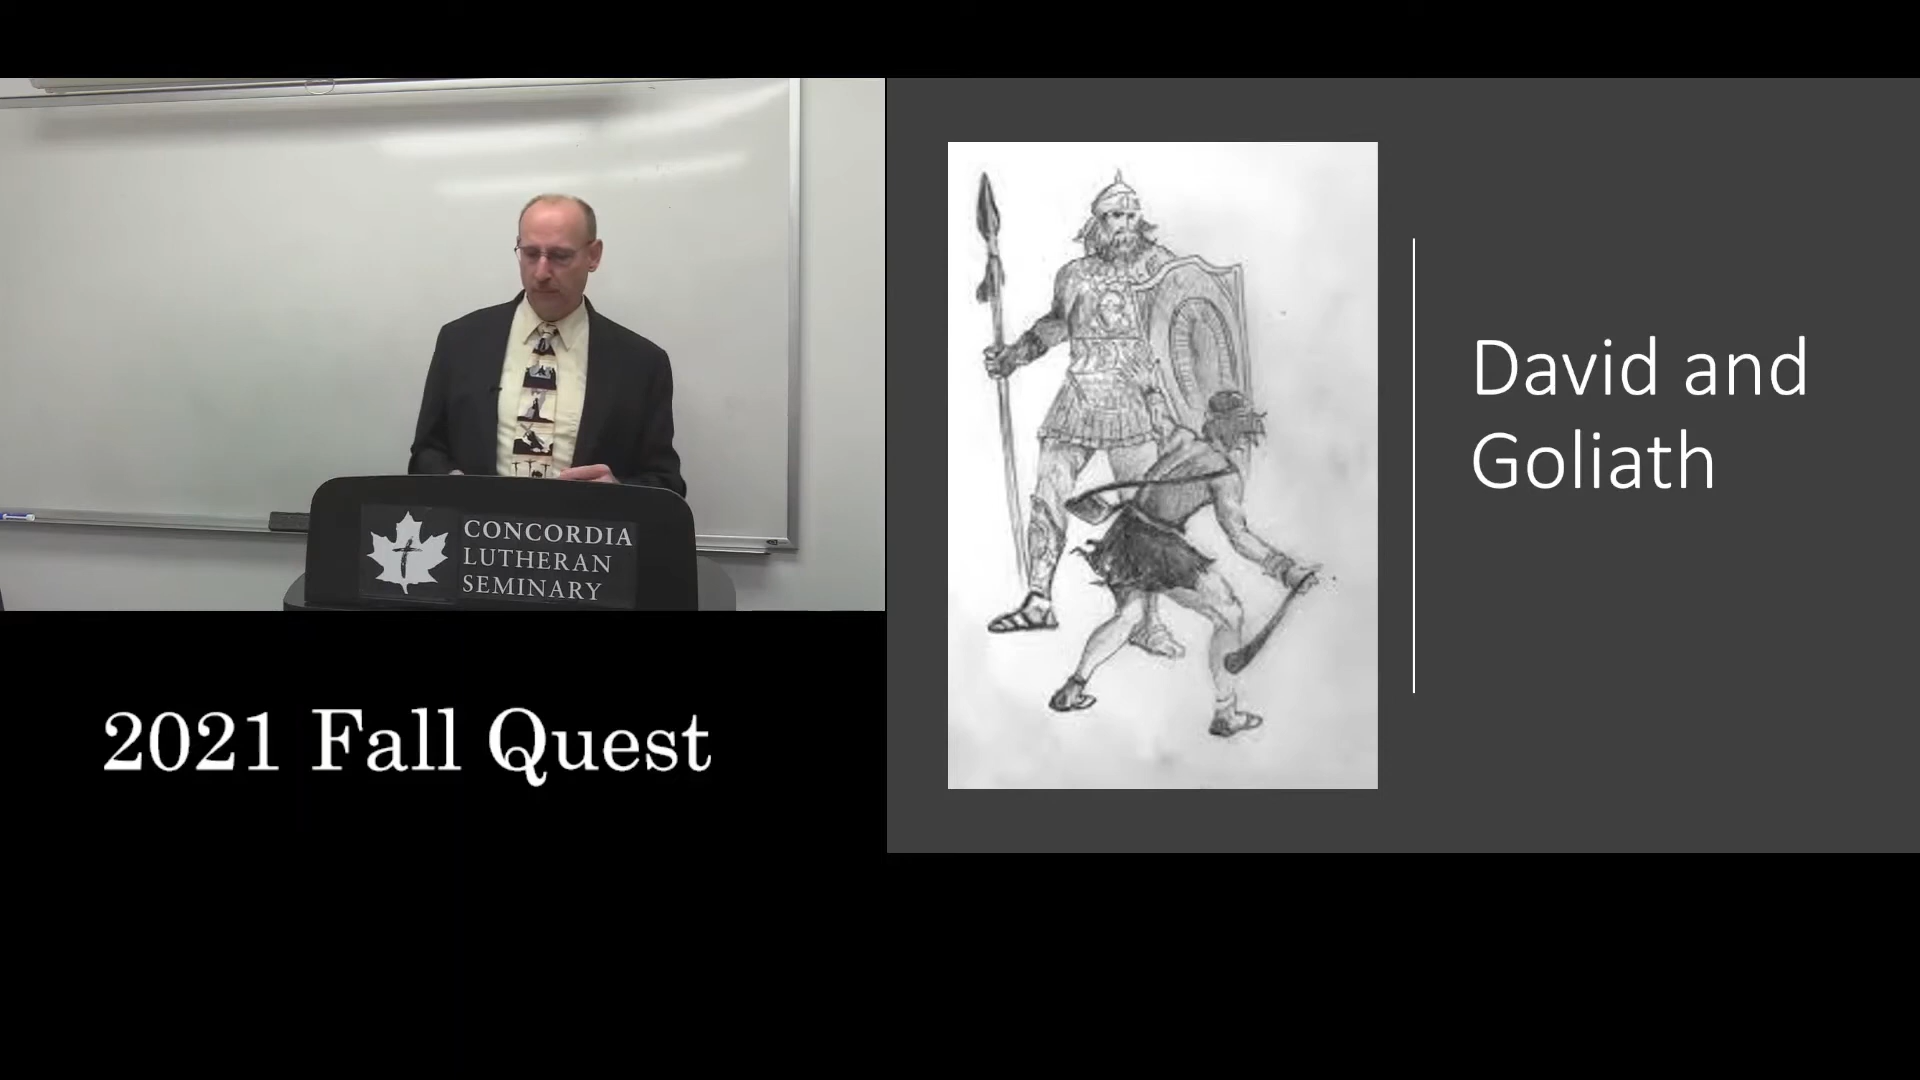 CONCORDIA
LUTHERAN
SEMINARY
2021 Fall Quest
David and
Goliath